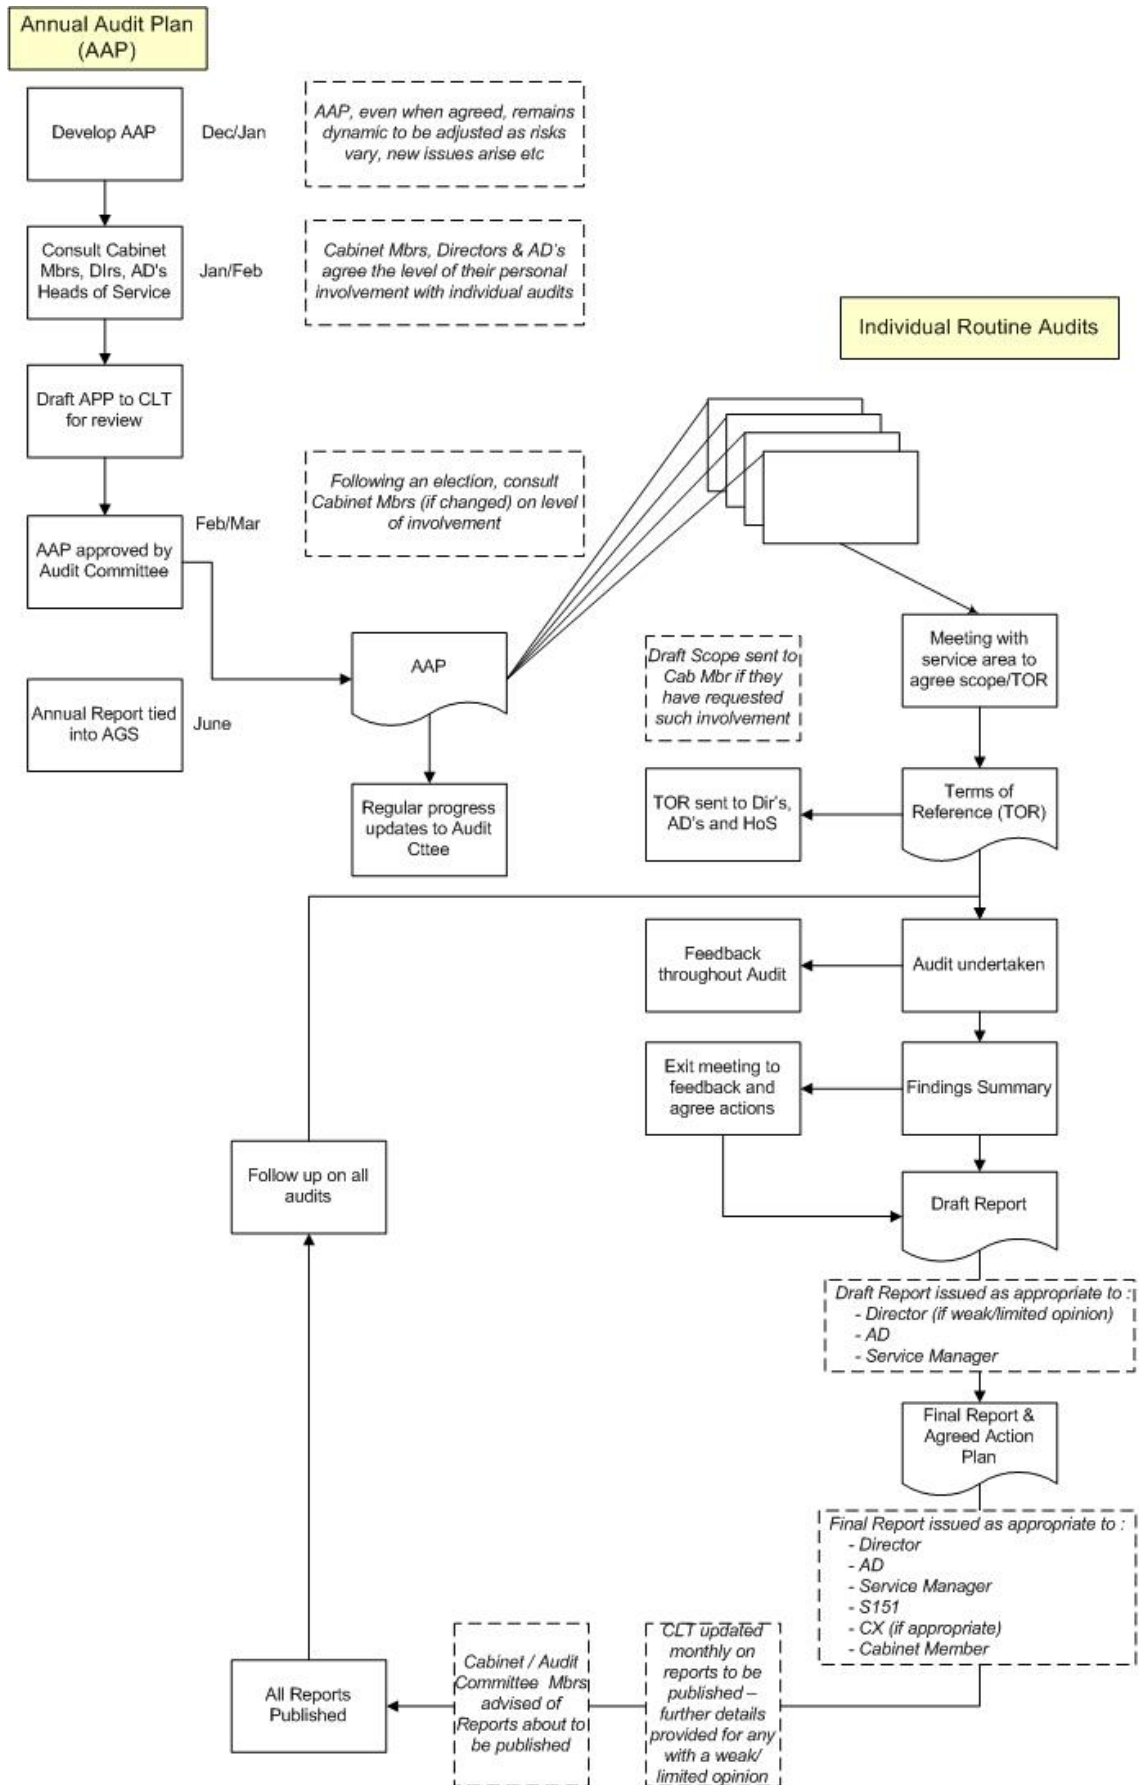 Annual Audit Plan
(AAP)
Develop AAP
Dec/Jan
AAP, even when agreed, remains
dynamic to be adjusted as risks
vary, new issues arise etc
Consult Cabinet
Mbrs, DIrs, AD's
Heads of Service
Jan/Feb
Cabinet Mbrs, Directors & AD's
agree the level of their personal
involvement with individual audits
Individual Routine Audits
Draft APP to CLT
for review
Following an election, consult
Cabinet Mbrs (if changed) on level
of involvement
Feb/Mar
AAP approved by
Audit Committee
AAP
Draft Scope sent to
Cab Mbr if they
have requested
such involvement
Meeting with
service area to
agree scope/TOR
Annual Report tied
into AGS
June
Regular progress
updates to Audit
Cttee
TOR sent to Dir's,
AD's and HoS
Terms of
Reference (TOR)
Feedback
throughout Audit
Audit undertaken
Exit meeting to
feedback and
agree actions
Findings Summary
Follow up on all
audits
Draft Report
Draft Report issued as appropriate to :
- Director (if weak/limited opinion)
- AD
- Service Manager
Final Report &
Agreed Action
Plan
Final Report issued as appropriate to :
- Director
- AD
- Service Manager
- S151
- CX (if appropriate)
- Cabinet Member
CLT updated
monthly on
reports to be
published –
further details
provided for any
with a weak/
limited opinion
Cabinet / Audit
Committee Mbrs
advised of
Reports about to
be published
All Reports
Published